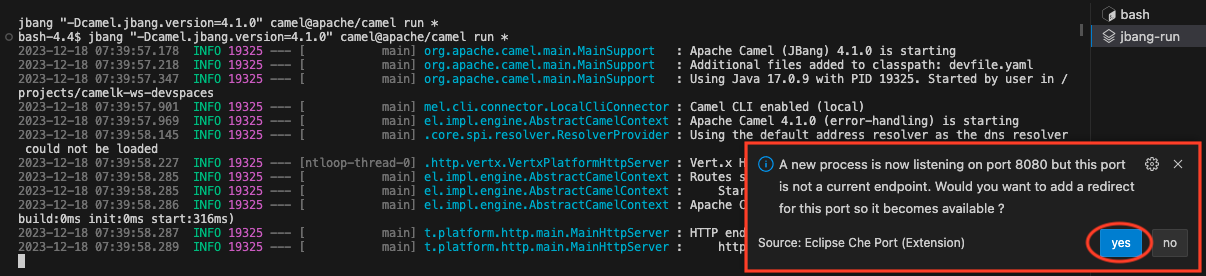 jbang "-Dcamel.jbang.version=4.1.0" camel@apache/camel run *
bash-4.4$ jbang "-Dcamel.jbang.version=4.1.0" camel@apache/camel run *
2023-12-18 07:39:57.178  INFO 19325 --- [           main] org.apache.camel.main.MainSupport   : Apache Camel (JBang) 4.1.0 is starting
2023-12-18 07:39:57.218  INFO 19325 --- [           main] org.apache.camel.main.MainSupport   : Additional files added to classpath: devfile.yaml
2023-12-18 07:39:57.347  INFO 19325 --- [           main] org.apache.camel.main.MainSupport   : Using Java 17.0.9 with PID 19325. Started by user in /
projects/camelk-ws-devspaces
2023-12-18 07:39:57.901  INFO 19325 --- [           main] mel.cli.connector.LocalCliConnector : Camel CLI enabled (local)
2023-12-18 07:39:57.969  INFO 19325 --- [           main] el.impl.engine.AbstractCamelContext : Apache Camel 4.1.0 (error-handling) is starting
2023-12-18 07:39:58.145  INFO 19325 --- [           main] .core.spi.resolver.ResolverProvider : Using the default address resolver as the dns resolver
 could not be loaded
2023-12-18 07:39:58.227  INFO 19325 --- [ntloop-thread-0] .http.vertx.VertxPlatformHttpServer : Vert.x H
2023-12-18 07:39:58.285  INFO 19325 --- [           main] el.impl.engine.AbstractCamelContext : Routes s
2023-12-18 07:39:58.285  INFO 19325 --- [           main] el.impl.engine.AbstractCamelContext :     Star
2023-12-18 07:39:58.286  INFO 19325 --- [           main] el.impl.engine.AbstractCamelContext : Apache C
build:0ms init:0ms start:316ms)
2023-12-18 07:39:58.287  INFO 19325 --- [           main] t.platform.http.main.MainHttpServer : HTTP end
2023-12-18 07:39:58.289  INFO 19325 --- [           main] t.platform.http.main.MainHttpServer :     http
bash
jbang-run
A new process is now listening on port 8080 but this port
is not a current endpoint. Would you want to add a redirect
for this port so it becomes available ?
Source: Eclipse Che Port (Extension)
yes
no